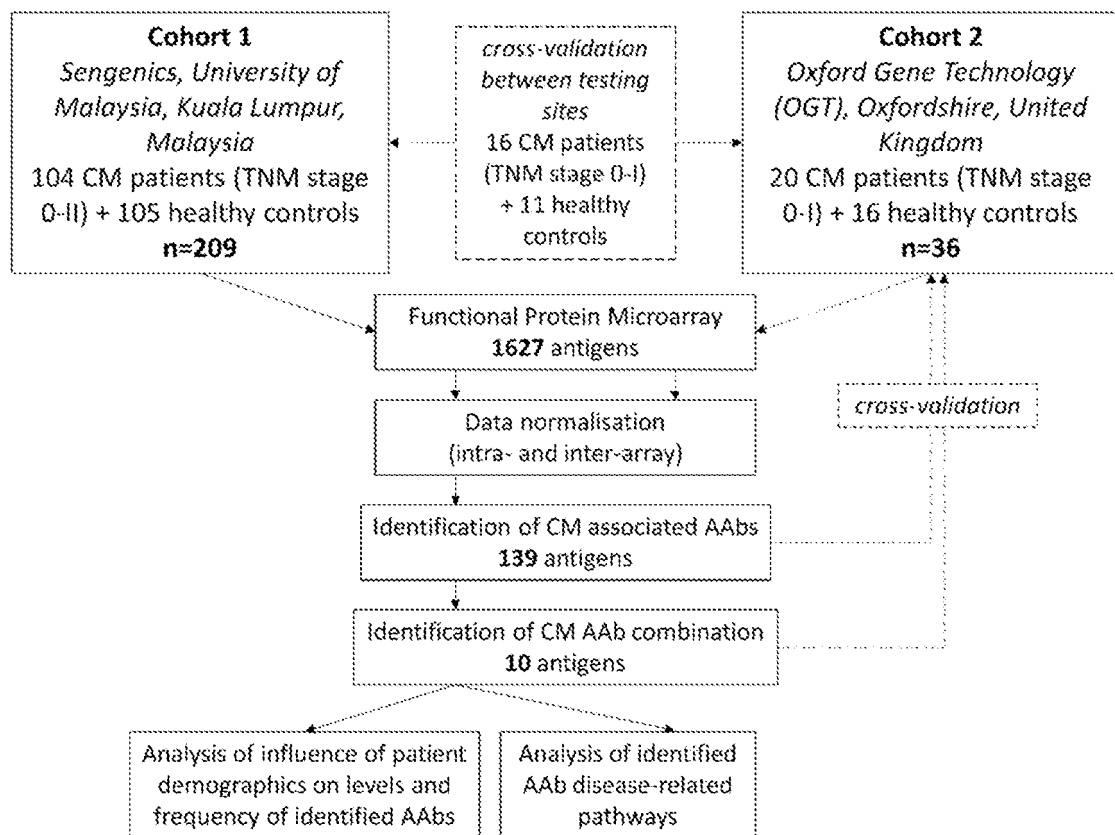 Cohort 1
Sengenics, University of
Malaysia, Kuala Lumpur,
Malaysia
104 CM patients (TNM stage
0-II) + 105 healthy controls
n=209
cross-validation
between testing
sites
16 CM patients
(TNM stage 0-I)
+ 11 healthy
controls
Cohort 2
Oxford Gene Technology
(OGT), Oxfordshire, United
Kingdom
20 CM patients (TNM stage
0-I) + 16 healthy controls
n=36
Functional Protein Microarray
1627 antigens
Data normalisation
(intra- and inter-array)
cross-validation
Identification of CM associated AAbs
139 antigens
Identification of CM AAb combination
10 antigens
Analysis of influence of patient
demographics on levels and
frequency of identified AAbs
Analysis of identified
AAb disease-related
pathways